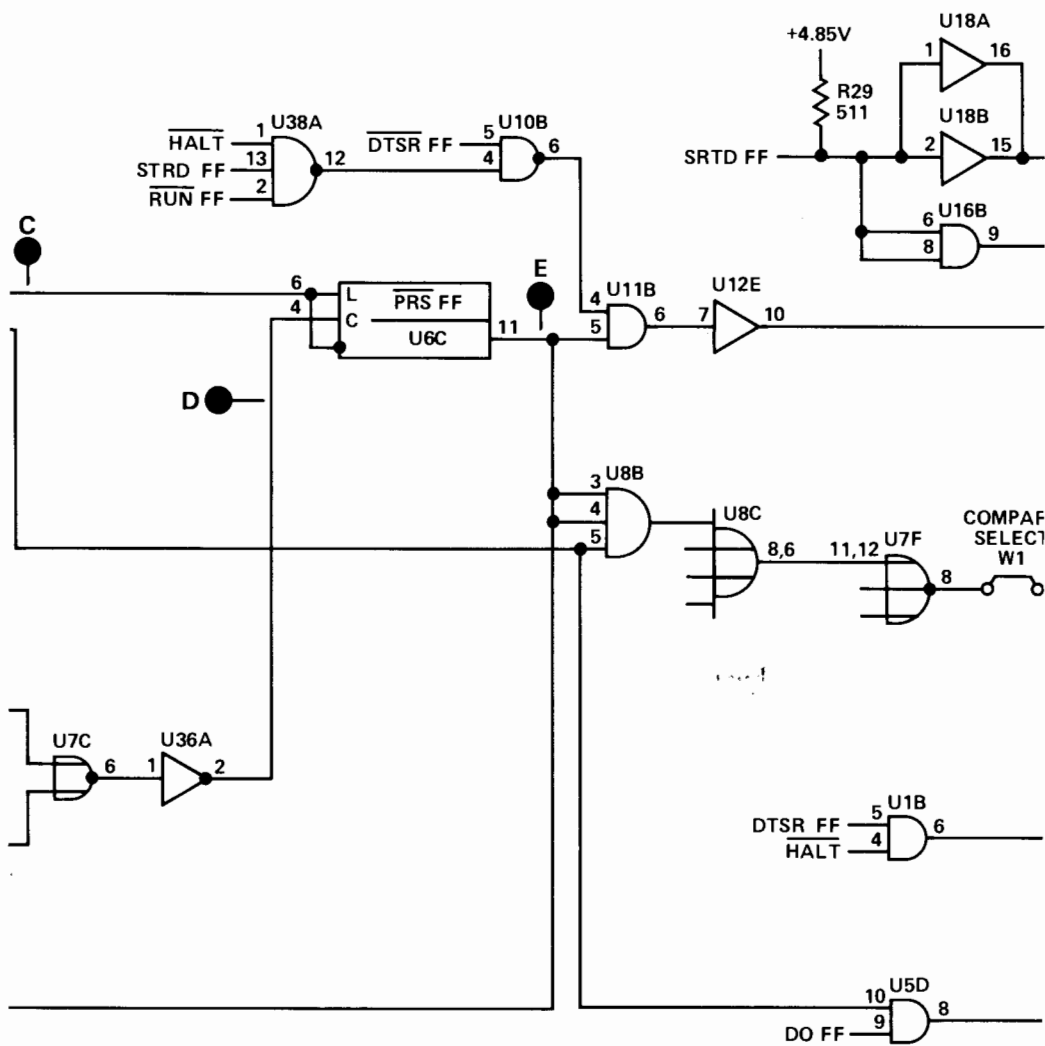 U18A
+4.85V
1
16
R29
511
U38A
U10B
U18B
HALT
1
DTSR FF
5
6
STRD FF
13
12
4
SRTD FF
2
15
RUN FF
2
U16B
C
6
9
8
E
6
L
PRS FF
U11B
U12E
4
C
4
6
7
10
U6C
11
5
D
U8B
3
4
U8C
COMPAR
SELECT
W1
5
8,6
11,12
U7F
8
U7C
U36A
6
1
2
U1B
DTSR FF
5
6
HALT
4
U5D
10
8
DO FF
9